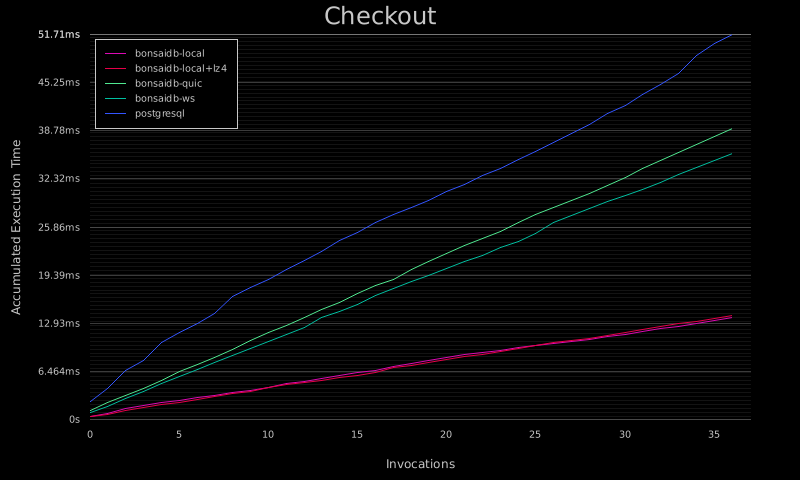 Checkout
51.71ms
45.25ms
38.78ms
32.32ms
25.86ms
19.39ms
12.93ms
6.464ms
0s
bonsaidb-local
bonsaidb-local+lz4
bonsaidb-quic
bonsaidb-ws
postgresql
Accumulated Execution Time
0
5
10
15
20
25
30
35
Invocations